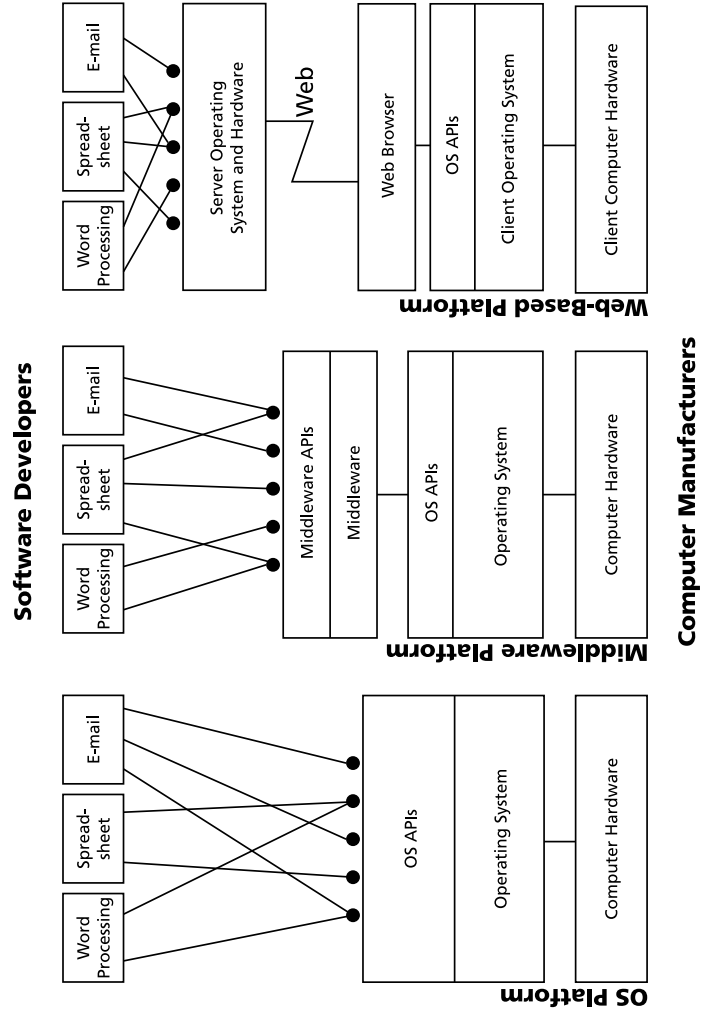 Software Developers
Word
Processing
Spread-
sheet
E-mail
OS APIs
Operating System
Computer Hardware
OS Platform
Word
Processing
Spread-
sheet
E-mail
Middleware APIs
Middleware
OS APIs
Operating System
Computer Hardware
Middleware Platform
Word
Processing
Spread-
sheet
E-mail
Server Operating
System and Hardware
Web
Web Browser
OS APIs
Client Operating System
Client Computer Hardware
Web-Based Platform
Computer Manufacturers